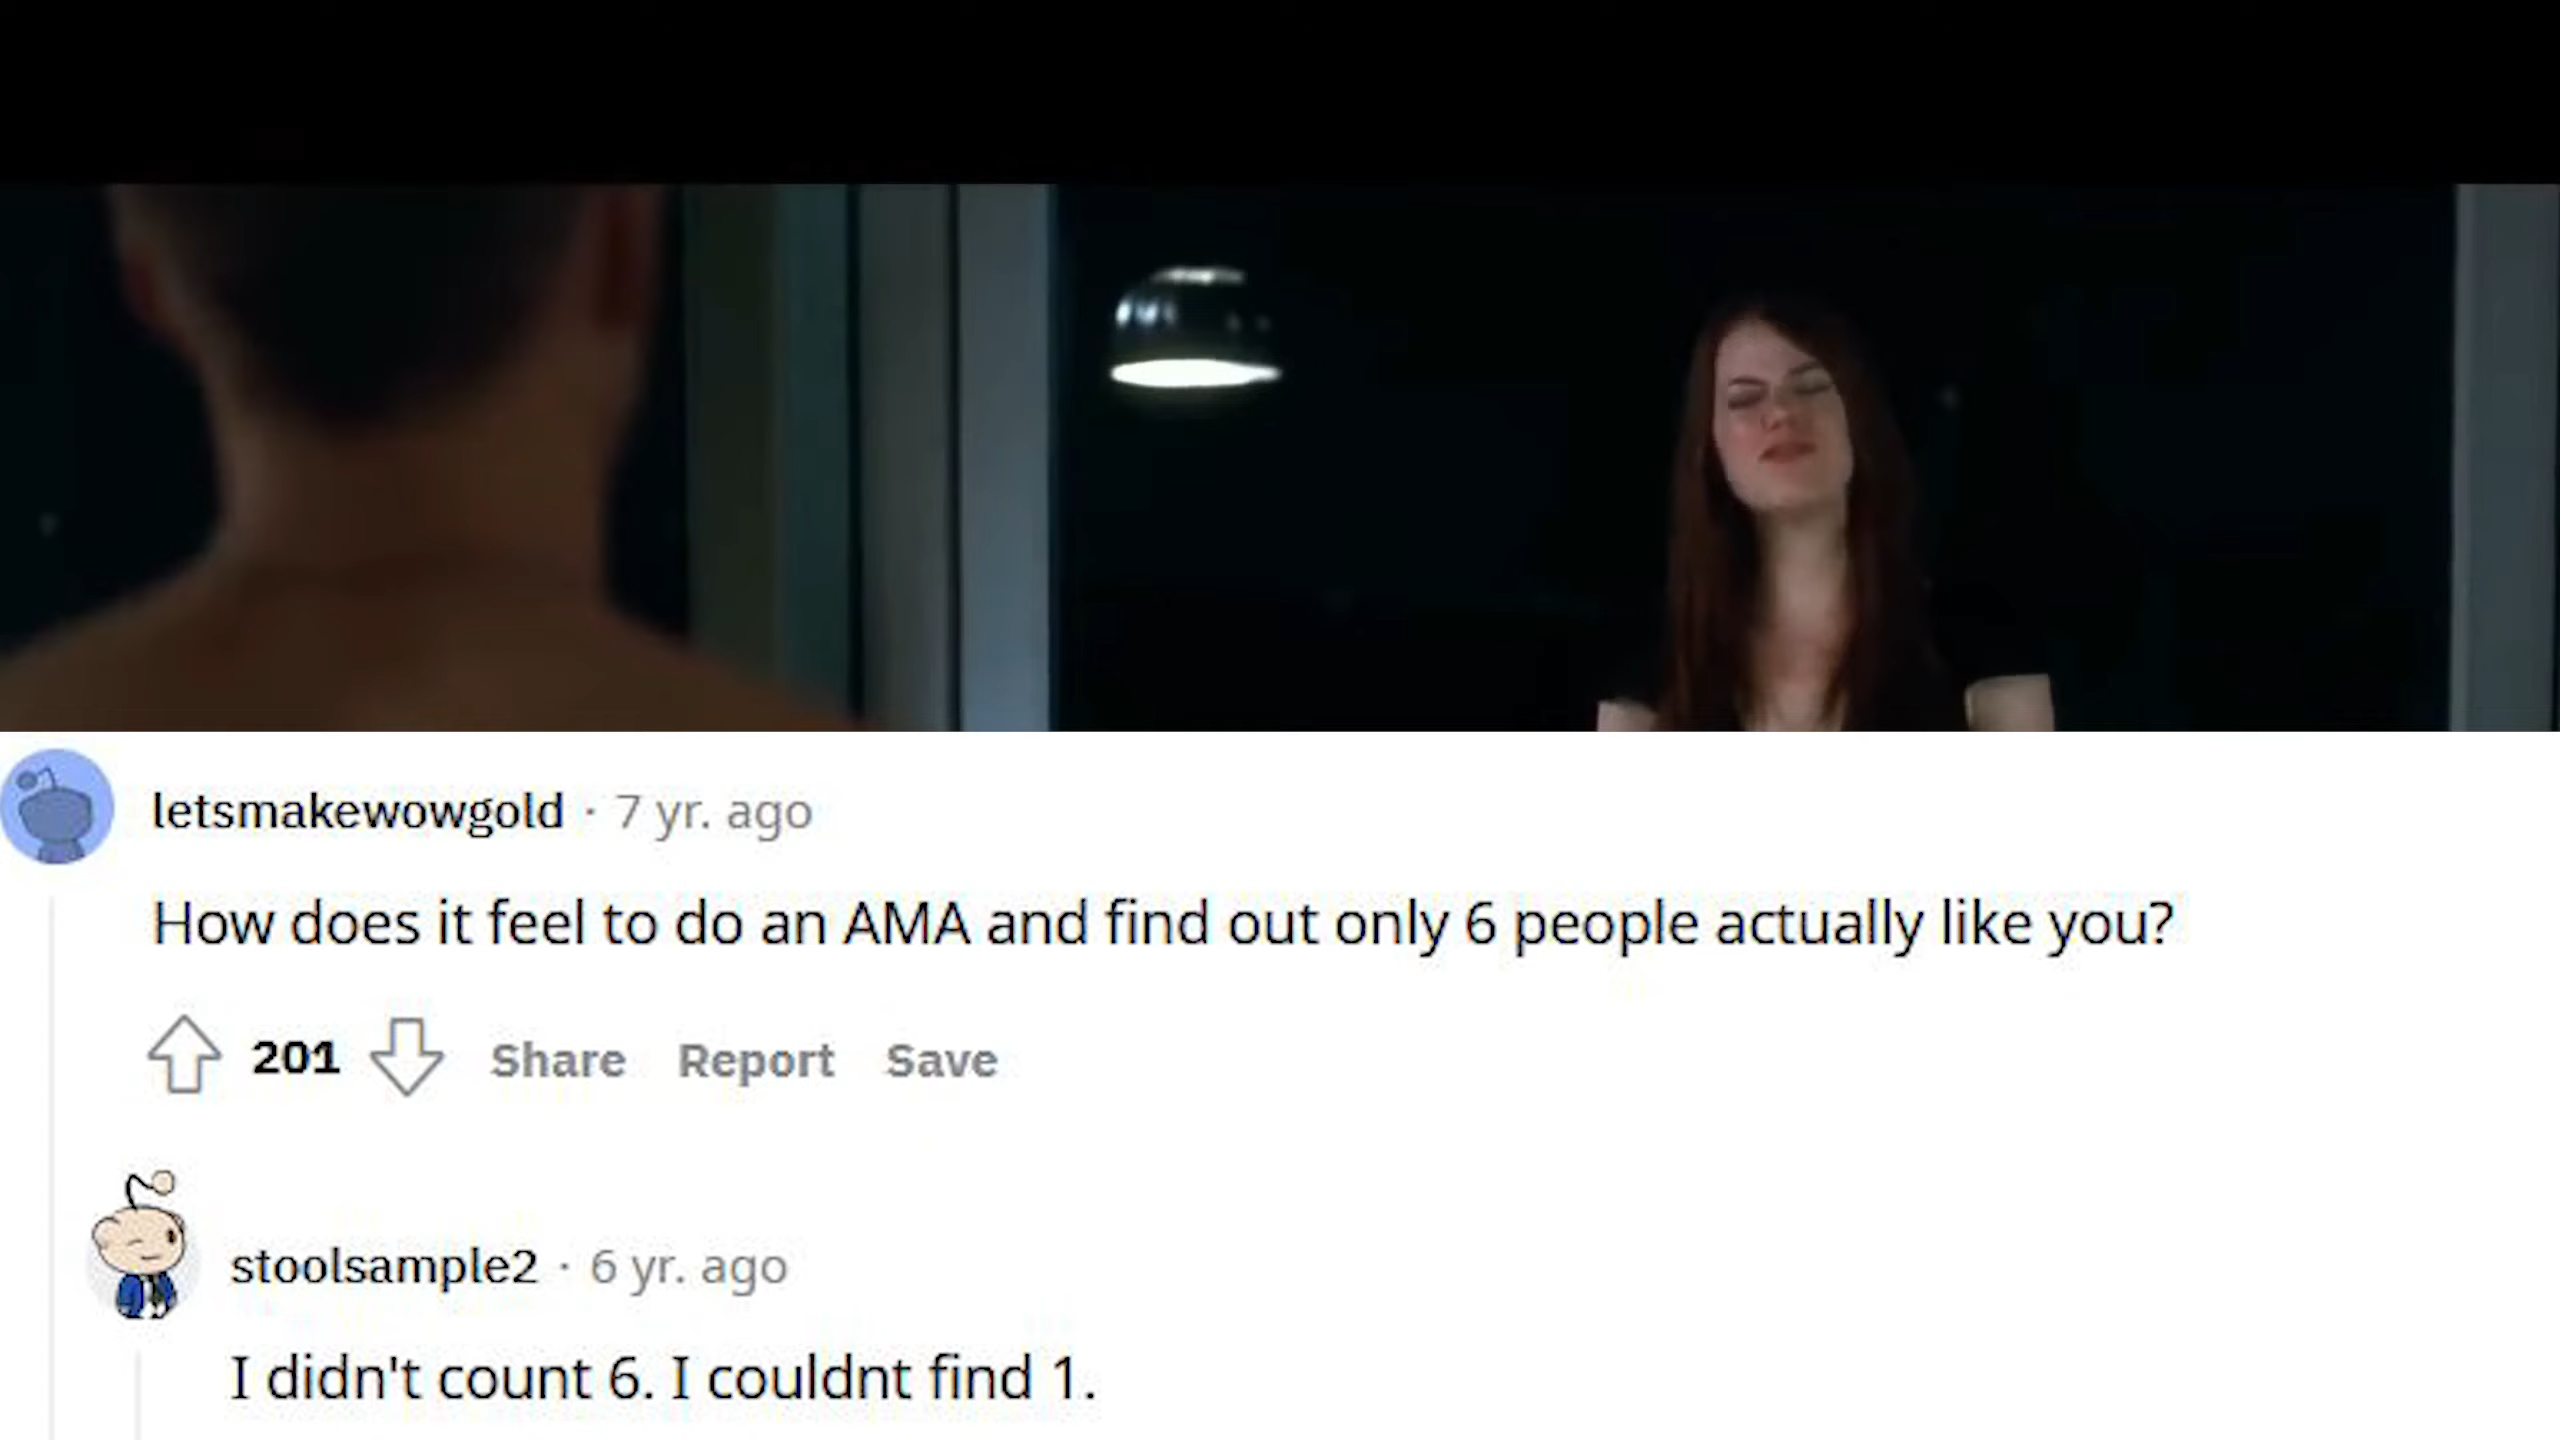 letsmakewowgold · 7 yr. ago
How does it feel to do an AMA and find out only 6 people actually like you?
201 Share Report Save
stoolsample2 · 6 yr. ago
I didn't count 6. I couldnt find 1.